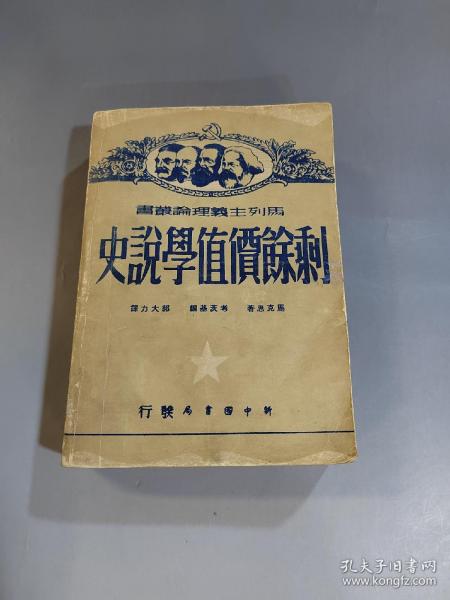 馬列主義理論叢書
剩餘價值學說史
馬克思著 考茨基編 郭大力譯
新中國書局發行
孔夫子旧书网
www.kongfz.com